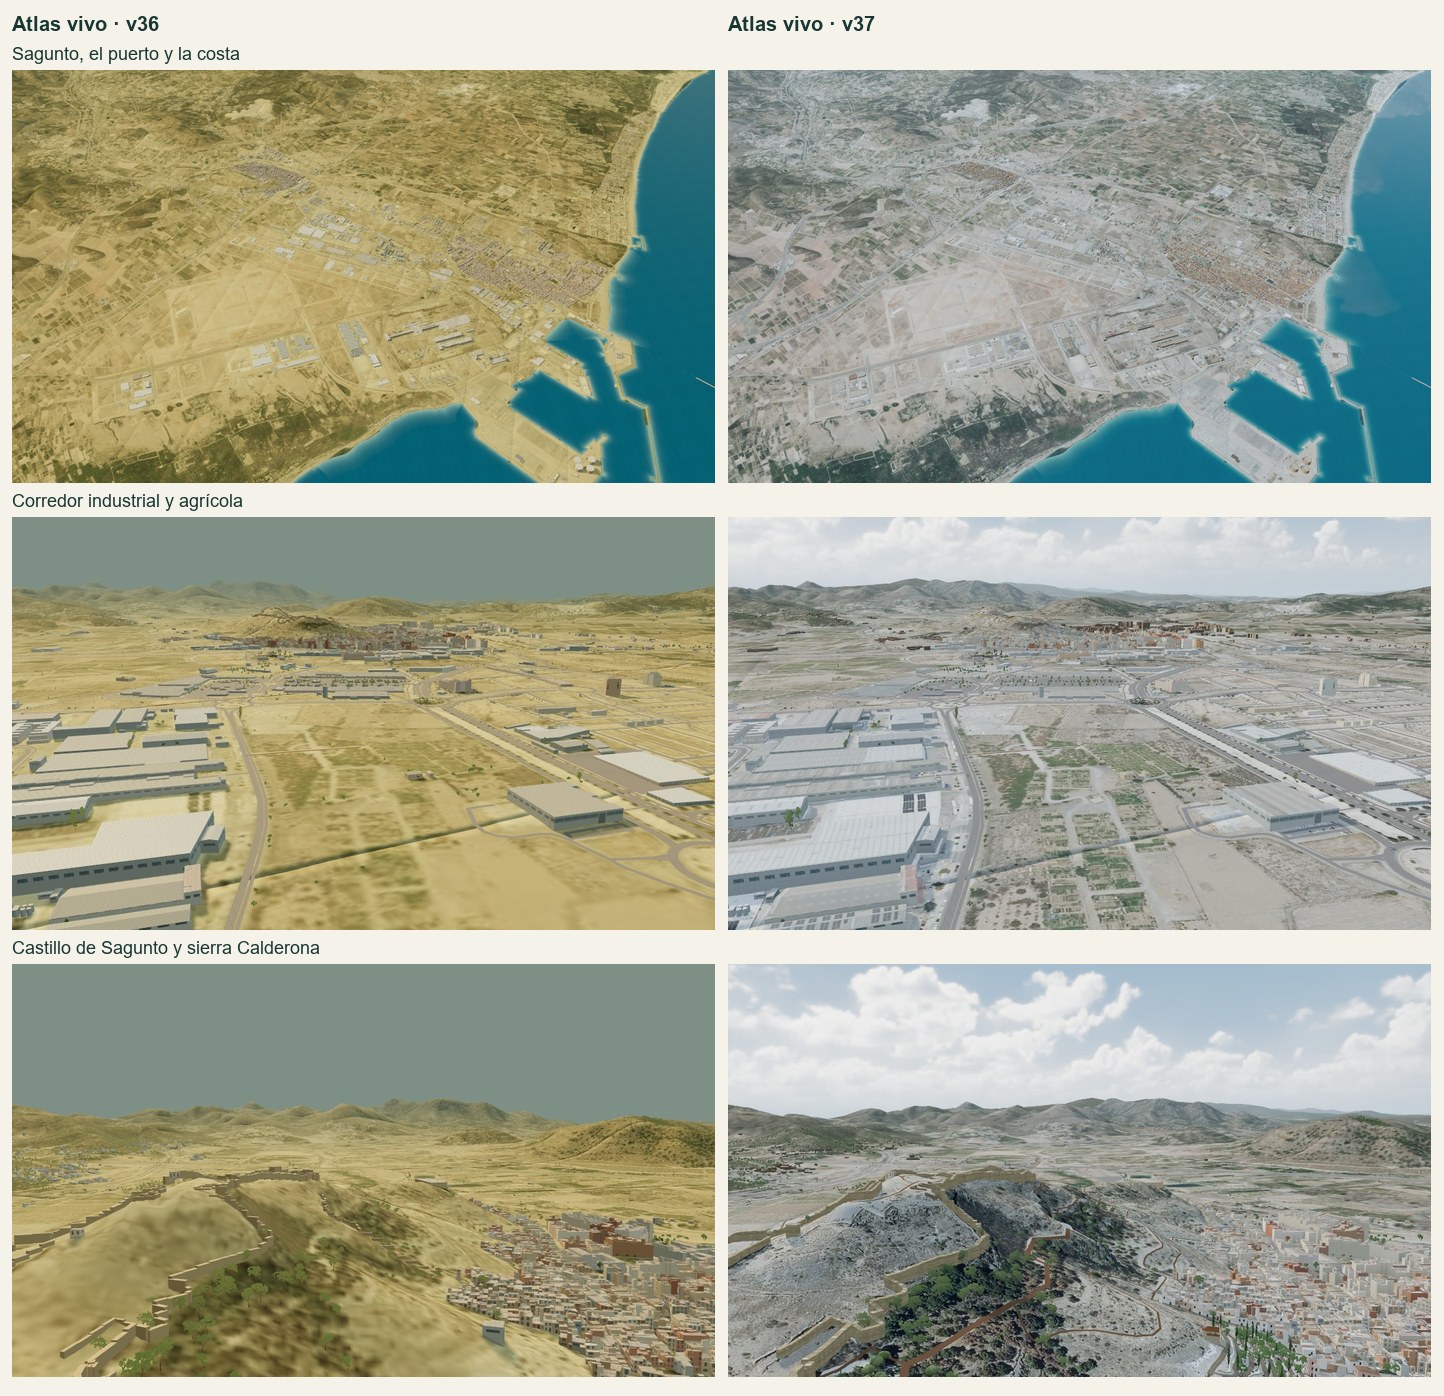 Atlas vivo · v36
Atlas vivo · v37
Sagunto, el puerto y la costa
Corredor industrial y agrícola
Castillo de Sagunto y sierra Calderona